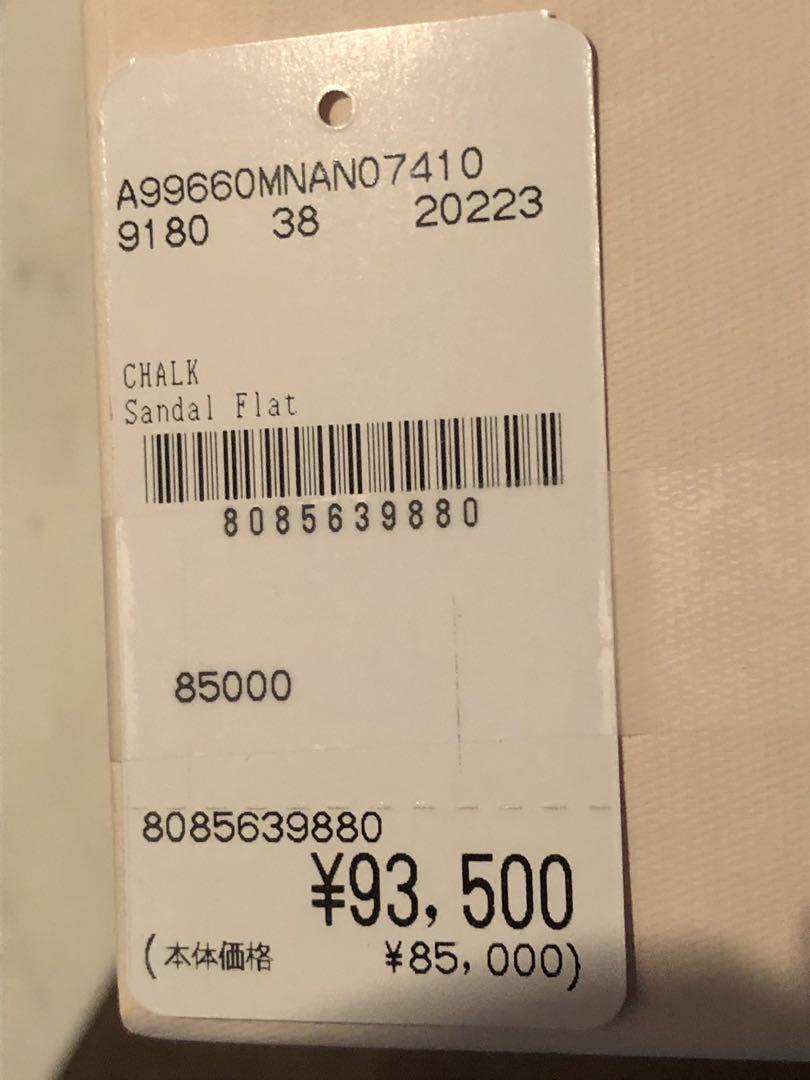 A99660MNAN07410
9180 38 20223
CHALK
Sandal Flat
8085639880
85000
8085639880
¥93,500
(本体価格 ¥85,000)